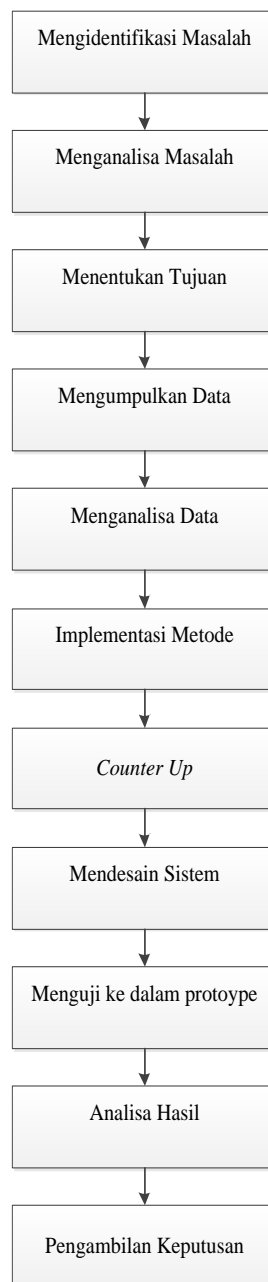 Mengidentifikasi Masalah
Menganalisa Masalah
Menentukan Tujuan
Mengumpulkan Data
Menganalisa Data
Implementasi Metode
Counter Up
Mendesain Sistem
Menguji ke dalam protoype
Analisa Hasil
Pengambilan Keputusan